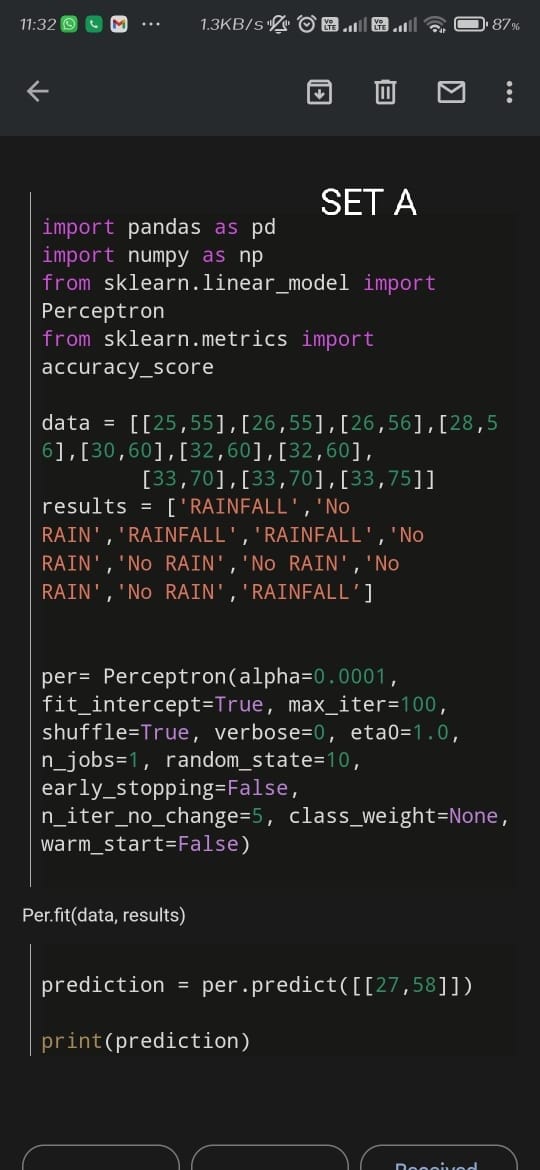 11:32 ... 1.3KB/s Vo LTE Vo LTE 87%
SET A
import pandas as pd
import numpy as np
from sklearn.linear_model import
Perceptron
from sklearn.metrics import
accuracy_score
data = [[25,55],[26,55],[26,56],[28,5
6],[30,60],[32,60],[32,60],
[33,70],[33,70],[33,75]]
results = ['RAINFALL','No
RAIN','RAINFALL','RAINFALL','No
RAIN','No RAIN','No RAIN','No
RAIN','No RAIN','RAINFALL’]
per= Perceptron(alpha=0.0001,
fit_intercept=True, max_iter=100,
shuffle=True, verbose=0, eta0=1.0,
n_jobs=1, random_state=10,
early_stopping=False,
n_iter_no_change=5, class_weight=None,
warm_start=False)
Per.fit(data, results)
prediction = per.predict([[27,58]])
print(prediction)
Received